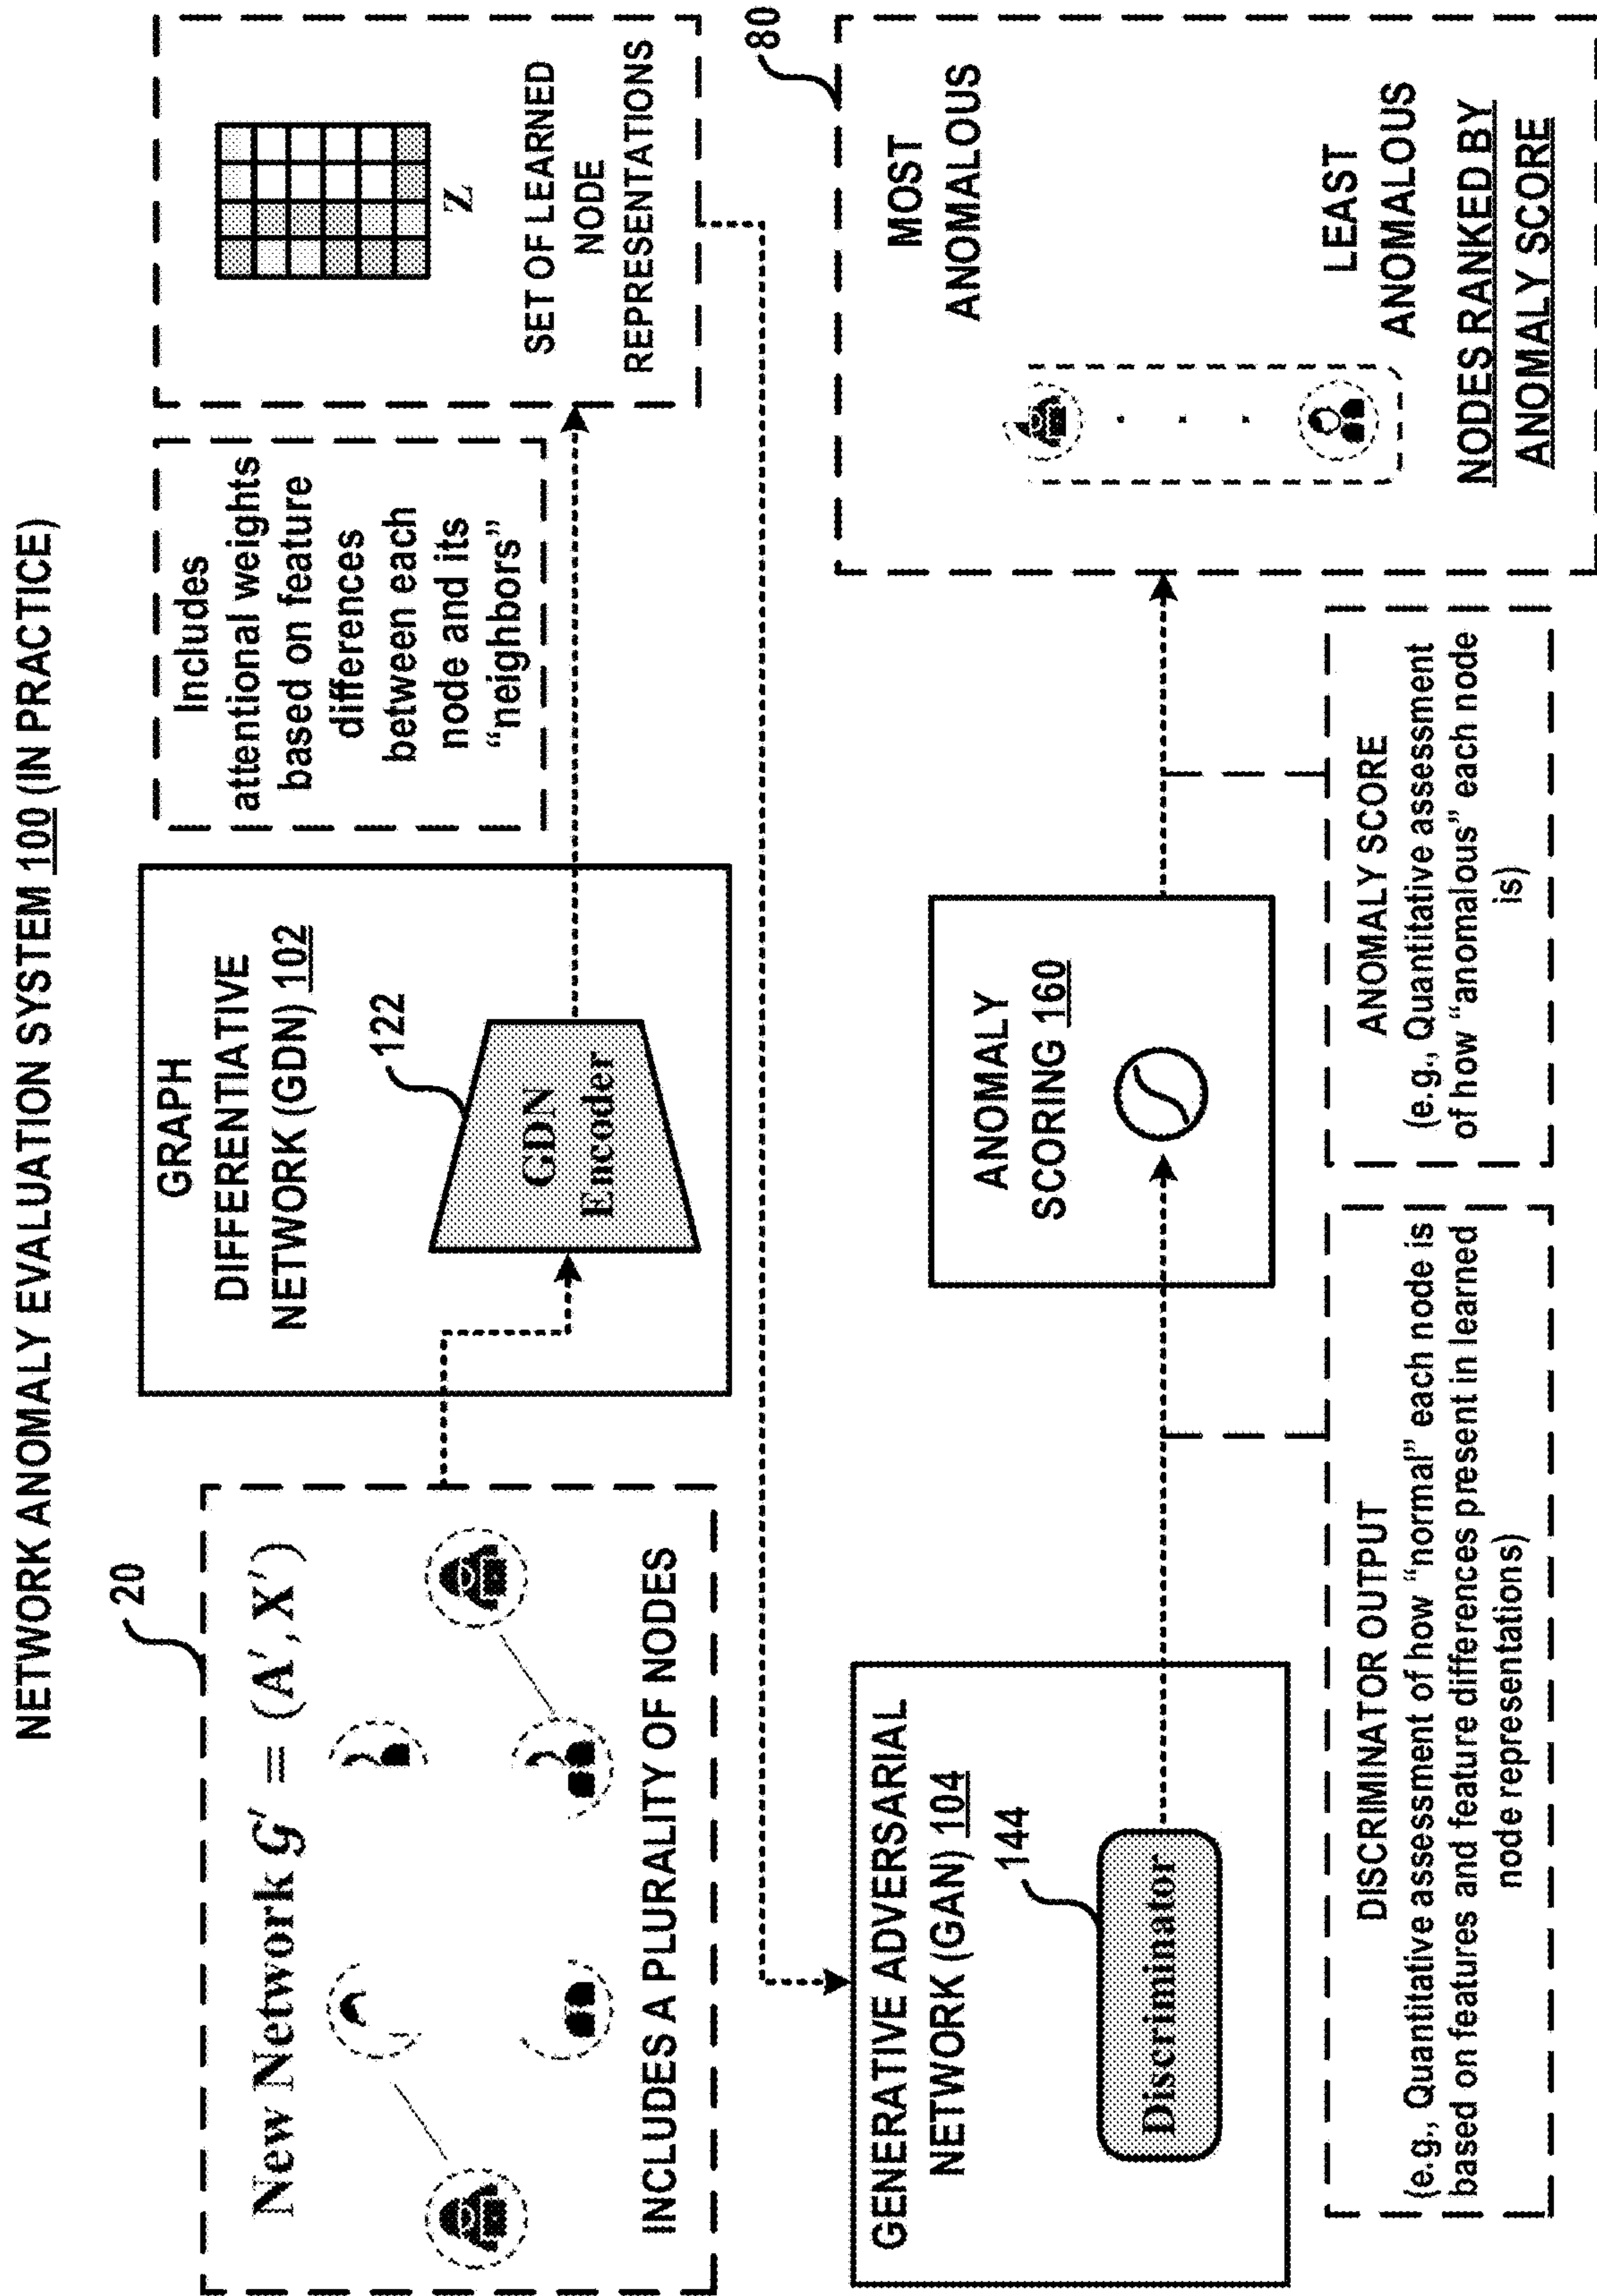 NETWORK ANOMALY EVALUATION SYSTEM 100 (IN PRACTICE)
20
New Network 𝒢′ = (A′, X′)
INCLUDES A PLURALITY OF NODES
GRAPH
DIFFERENTIATIVE
NETWORK (GDN) 102
122
GDN
Encoder
Includes
attentional weights
based on feature
differences
between each
node and its
“neighbors”
Z
SET OF LEARNED
NODE
REPRESENTATIONS
GENERATIVE ADVERSARIAL
NETWORK (GAN) 104
144
Discriminator
DISCRIMINATOR OUTPUT
(e.g., Quantitative assessment of how “normal” each node is
based on features and feature differences present in learned
node representations)
ANOMALY
SCORING 160
ANOMALY SCORE
(e.g., Quantitative assessment
of how “anomalous” each node
is)
80
MOST
ANOMALOUS
LEAST
ANOMALOUS
NODES RANKED BY
ANOMALY SCORE